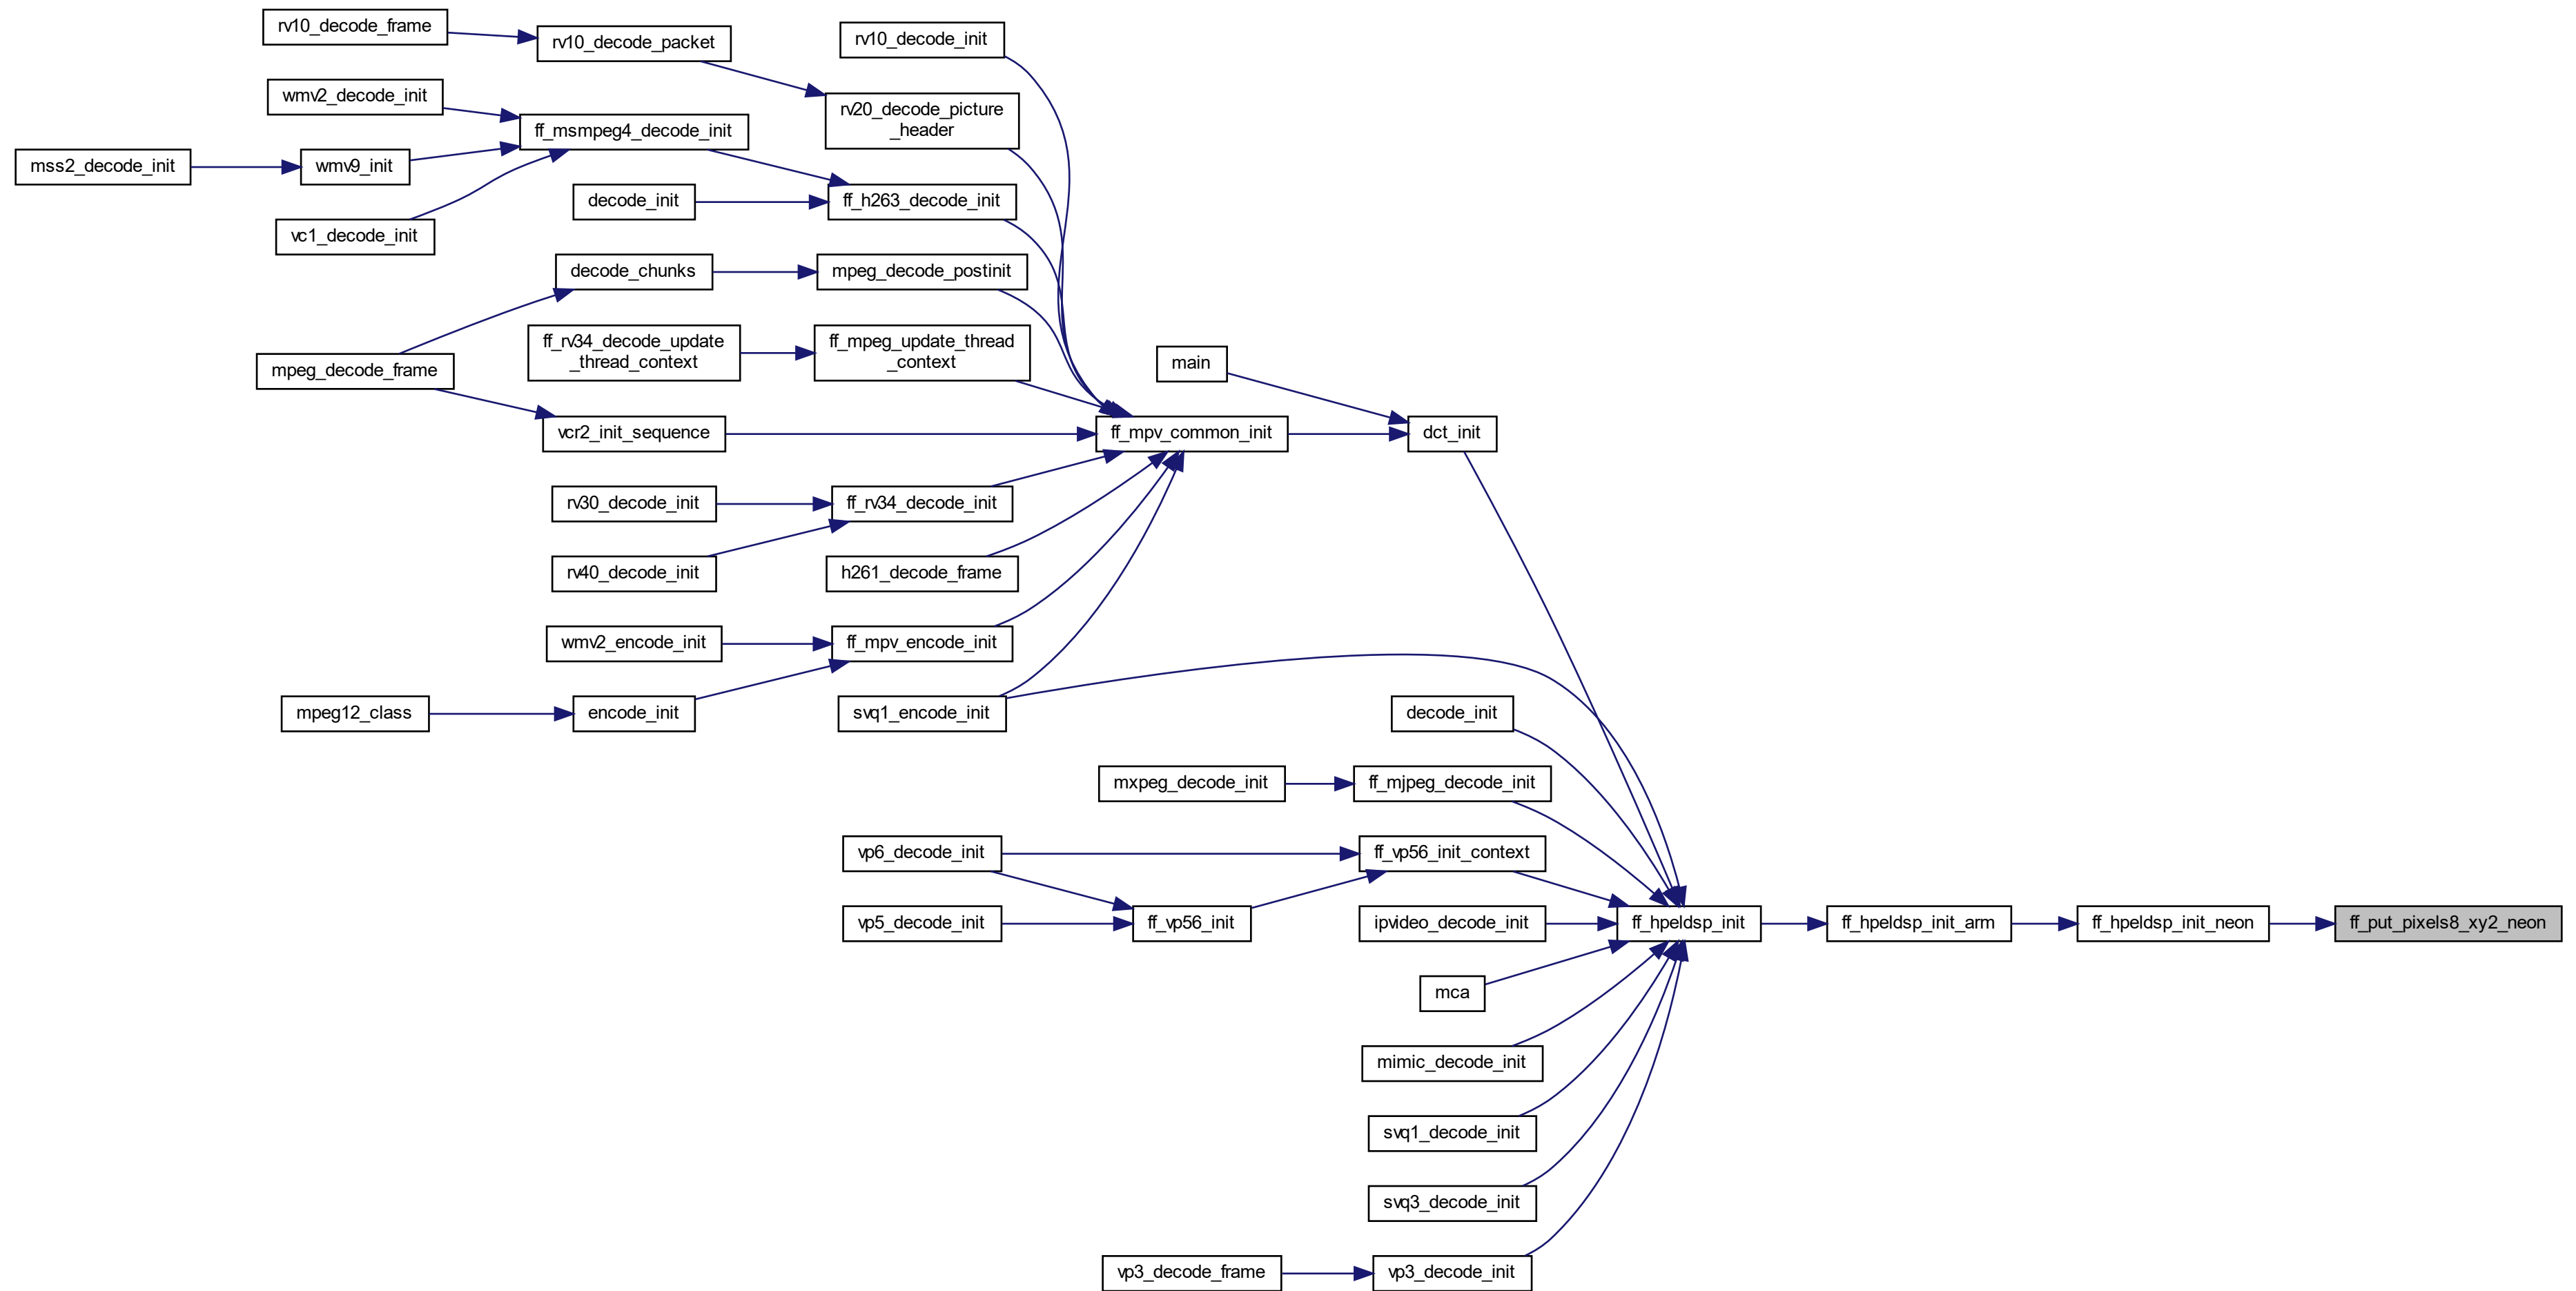 rv10_decode_frame
rv10_decode_packet
rv10_decode_init
wmv2_decode_init
rv20_decode_picture
_header
ff_msmpeg4_decode_init
mss2_decode_init
wmv9_init
decode_init
ff_h263_decode_init
vc1_decode_init
decode_chunks
mpeg_decode_postinit
ff_rv34_decode_update
_thread_context
ff_mpeg_update_thread
_context
main
mpeg_decode_frame
vcr2_init_sequence
ff_mpv_common_init
dct_init
rv30_decode_init
ff_rv34_decode_init
rv40_decode_init
h261_decode_frame
wmv2_encode_init
ff_mpv_encode_init
mpeg12_class
encode_init
svq1_encode_init
decode_init
mxpeg_decode_init
ff_mjpeg_decode_init
vp6_decode_init
ff_vp56_init_context
vp5_decode_init
ff_vp56_init
ipvideo_decode_init
ff_hpeldsp_init
ff_hpeldsp_init_arm
ff_hpeldsp_init_neon
ff_put_pixels8_xy2_neon
mca
mimic_decode_init
svq1_decode_init
svq3_decode_init
vp3_decode_frame
vp3_decode_init